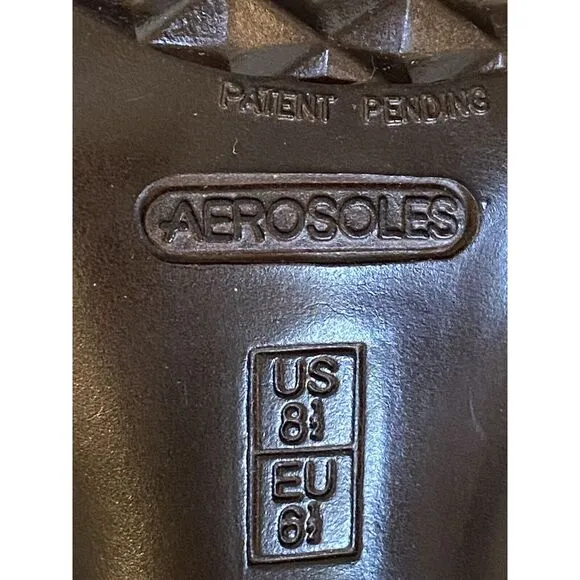 PATENT PENDING
AEROSOLES
US
8½
EU
6½